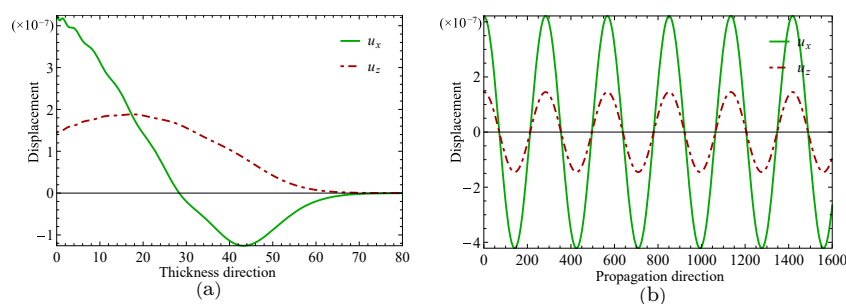 (×10⁻⁷)
3
2
1
0
−1
Displacement
u_x
u_z
0 10 20 30 40 50 60 70 80
Thickness direction
(a)
(×10⁻⁷)
2
0
−2
−4
Displacement
u_x
u_z
0 200 400 600 800 1000 1200 1400 1600
Propagation direction
(b)